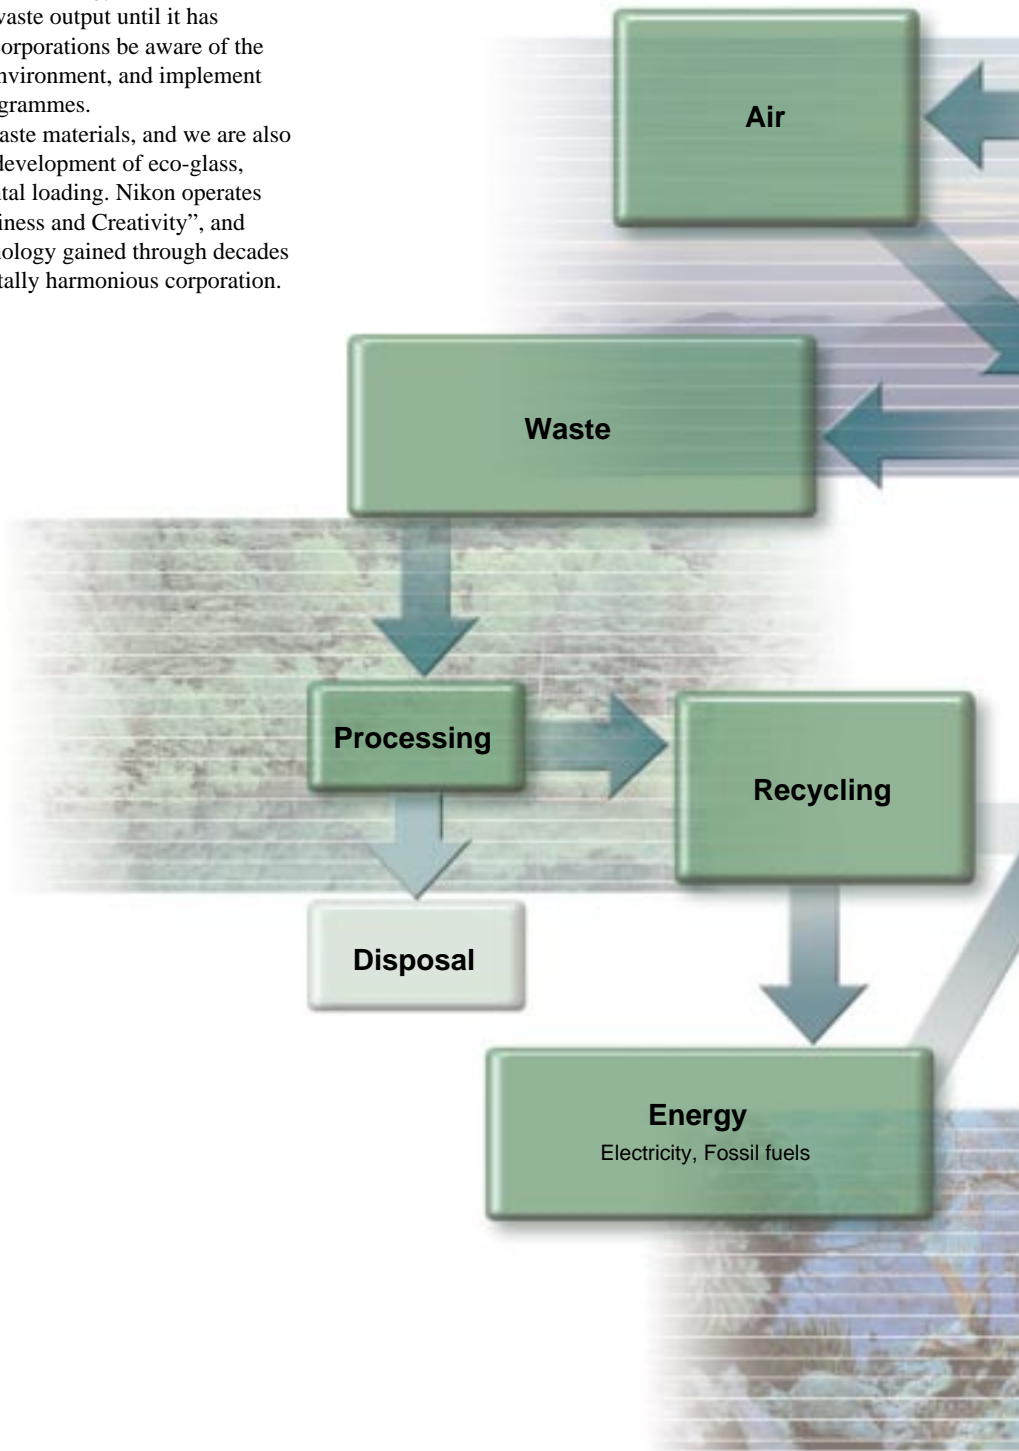 waste output until it has
orporations be aware of the
nvironment, and implement
grammes.
aste materials, and we are also
development of eco-glass,
ntal loading. Nikon operates
iness and Creativity”, and
nology gained through decades
tally harmonious corporation.
Air
Waste
Processing
Recycling
Disposal
Energy
Electricity, Fossil fuels